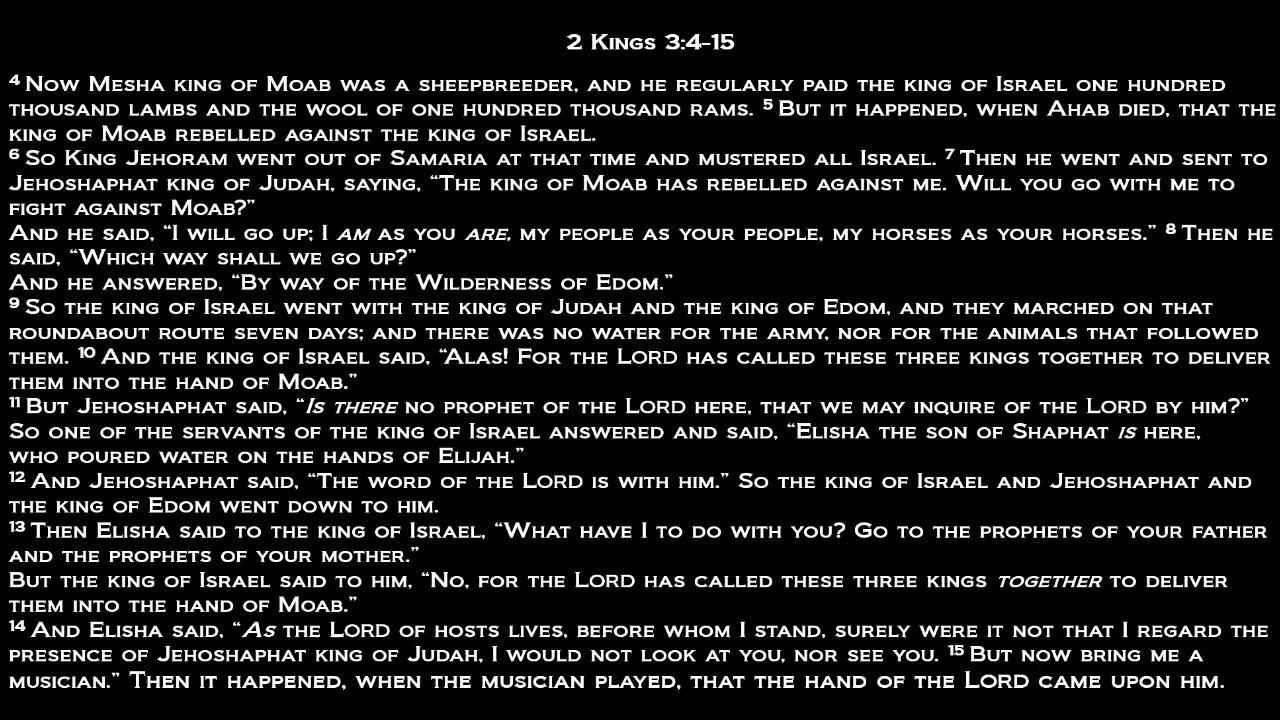 2 Kings 3:4-15
4 Now Mesha king of Moab was a sheepbreeder, and he regularly paid the king of Israel one hundred
thousand lambs and the wool of one hundred thousand rams. 5 But it happened, when Ahab died, that the
king of Moab rebelled against the king of Israel.
6 So King Jehoram went out of Samaria at that time and mustered all Israel. 7 Then he went and sent to
Jehoshaphat king of Judah, saying, “The king of Moab has rebelled against me. Will you go with me to
fight against Moab?”
And he said, “I will go up; I am as you are, my people as your people, my horses as your horses.” 8 Then he
said, “Which way shall we go up?”
And he answered, “By way of the Wilderness of Edom.”
9 So the king of Israel went with the king of Judah and the king of Edom, and they marched on that
roundabout route seven days; and there was no water for the army, nor for the animals that followed
them. 10 And the king of Israel said, “Alas! For the Lord has called these three kings together to deliver
them into the hand of Moab.”
11 But Jehoshaphat said, “Is there no prophet of the Lord here, that we may inquire of the Lord by him?”
So one of the servants of the king of Israel answered and said, “Elisha the son of Shaphat is here,
who poured water on the hands of Elijah.”
12 And Jehoshaphat said, “The word of the Lord is with him.” So the king of Israel and Jehoshaphat and
the king of Edom went down to him.
13 Then Elisha said to the king of Israel, “What have I to do with you? Go to the prophets of your father
and the prophets of your mother.”
But the king of Israel said to him, “No, for the Lord has called these three kings together to deliver
them into the hand of Moab.”
14 And Elisha said, “As the Lord of hosts lives, before whom I stand, surely were it not that I regard the
presence of Jehoshaphat king of Judah, I would not look at you, nor see you. 15 But now bring me a
musician.” Then it happened, when the musician played, that the hand of the Lord came upon him.